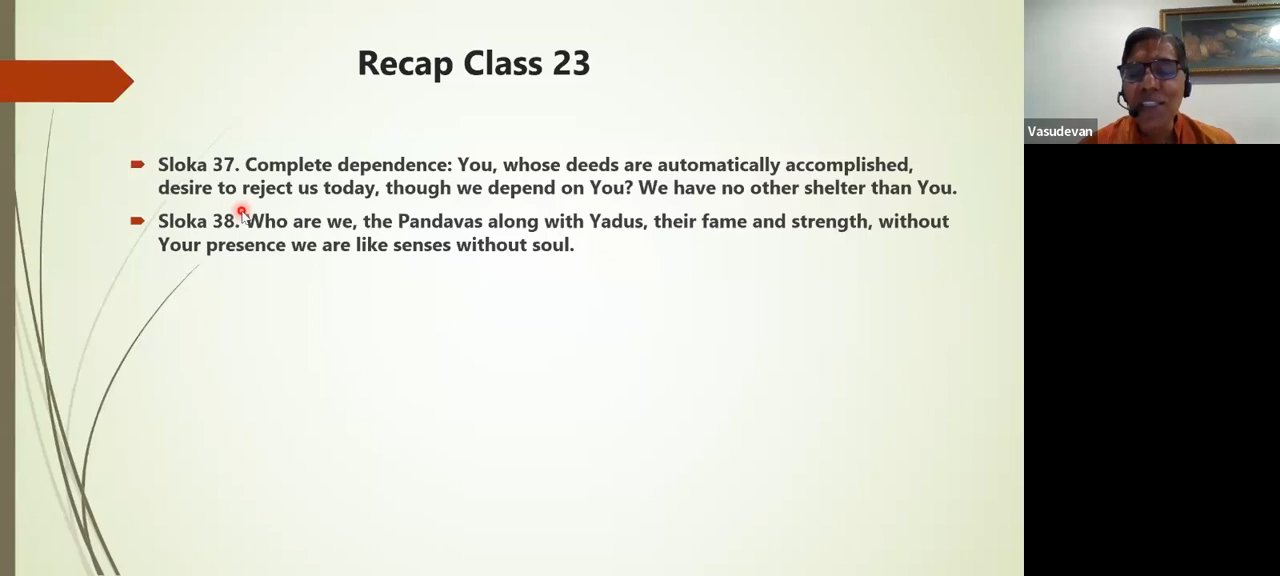 Recap Class 23
Sloka 37. Complete dependence: You, whose deeds are automatically accomplished,
desire to reject us today, though we depend on You? We have no other shelter than You.
Sloka 38. Who are we, the Pandavas along with Yadus, their fame and strength, without
Your presence we are like senses without soul.
Vasudevan